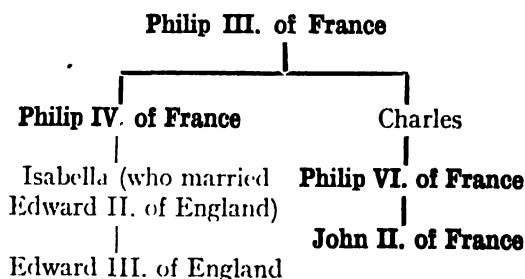 Philip III. of France
Philip IV. of France
Charles
Isabella (who married
Edward II. of England)
Philip VI. of France
John II. of France
Edward III. of England